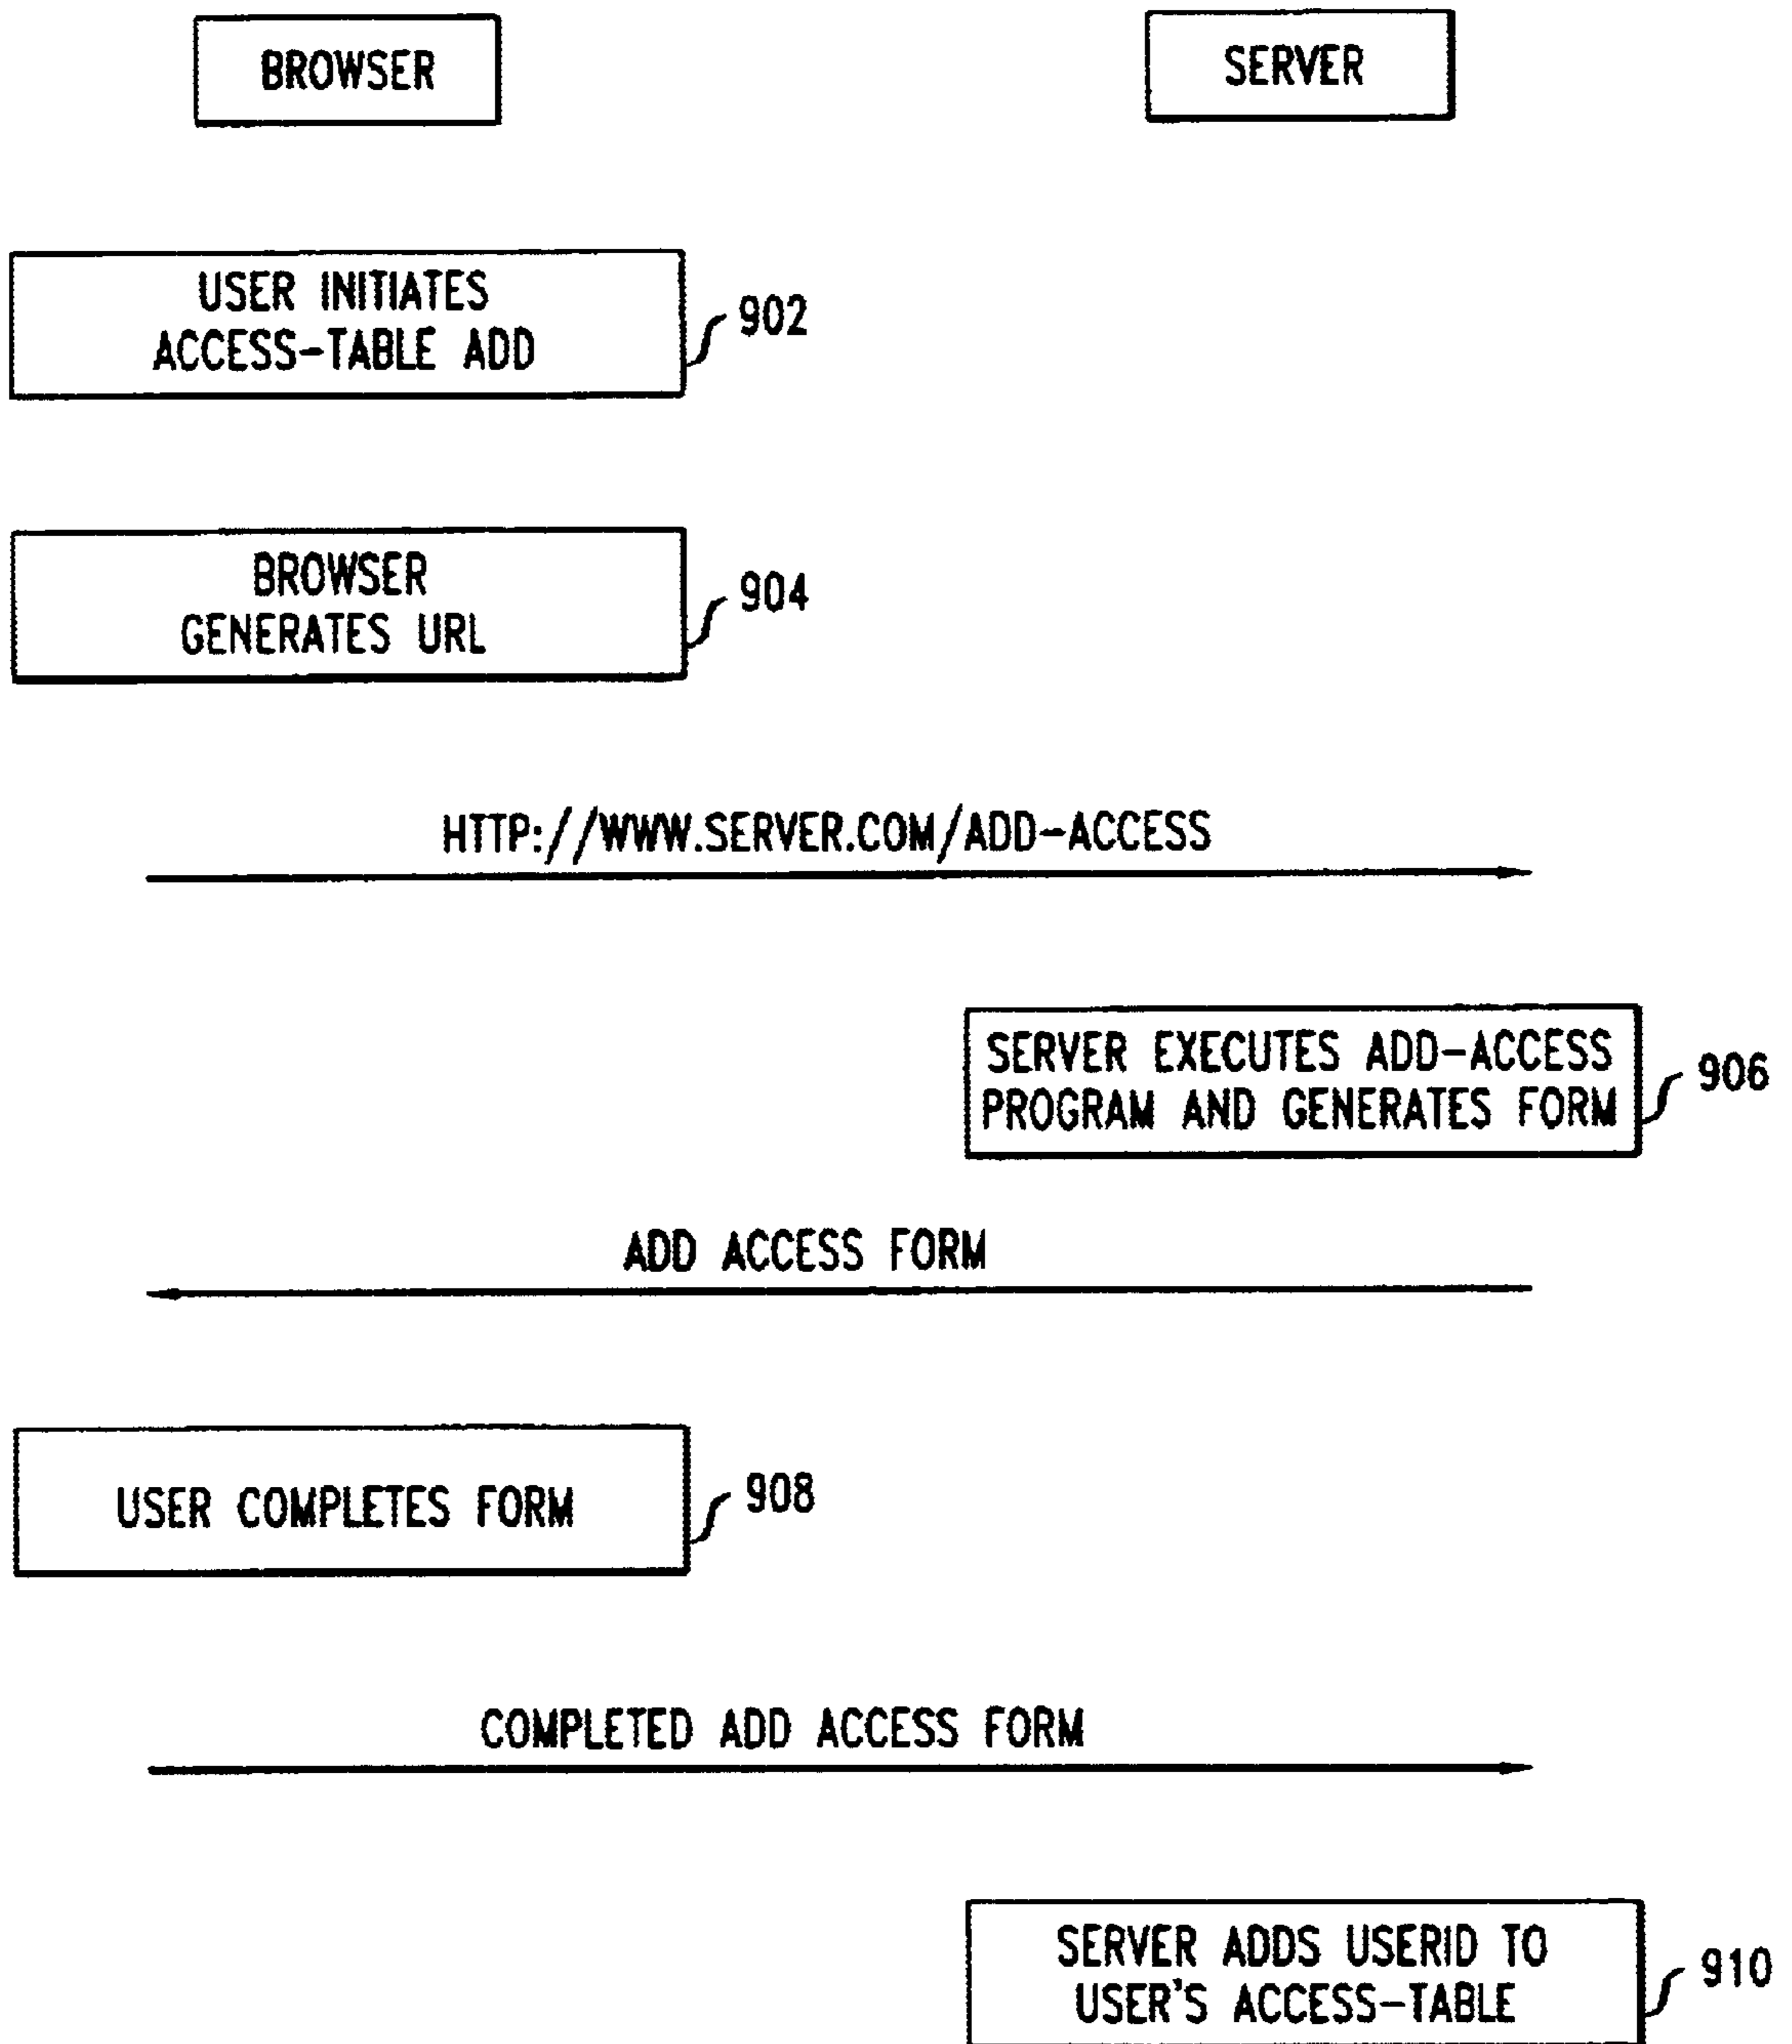 BROWSER
SERVER
USER INITIATES
ACCESS-TABLE ADD
902
BROWSER
GENERATES URL
904
HTTP://WWW.SERVER.COM/ADD-ACCESS
SERVER EXECUTES ADD-ACCESS
PROGRAM AND GENERATES FORM
906
ADD ACCESS FORM
USER COMPLETES FORM
908
COMPLETED ADD ACCESS FORM
SERVER ADDS USERID TO
USER'S ACCESS-TABLE
910